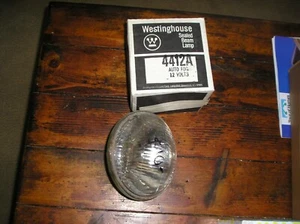 Westinghouse
Sealed
Beam
Lamp
4412A
AUTO FOG
12 VOLTS